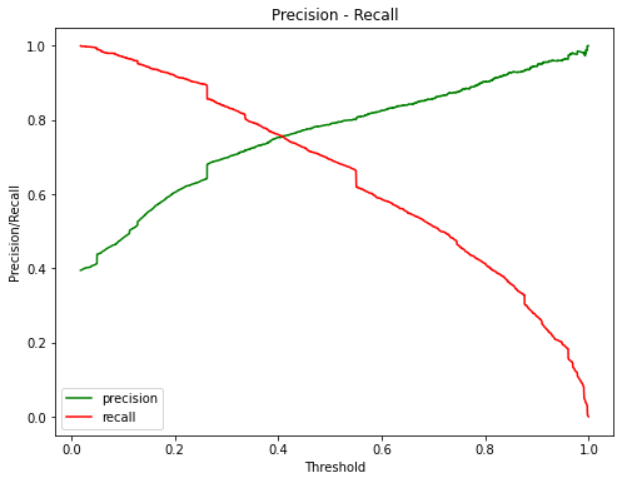 Precision - Recall
1.0
0.8
0.6
0.4
0.2
0.0
Precision/Recall
precision
recall
0.0 0.2 0.4 0.6 0.8 1.0
Threshold